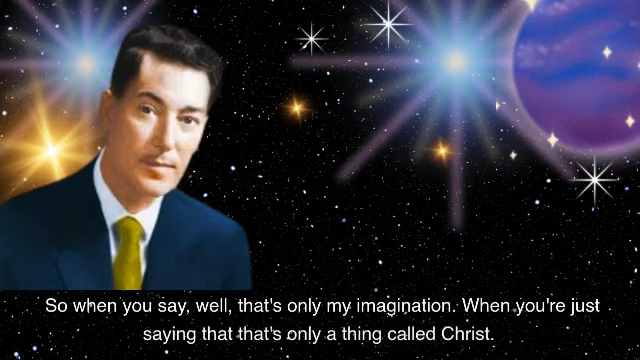 So when you say, well, that's only my imagination. When you're just
saying that that's only a thing called Christ.